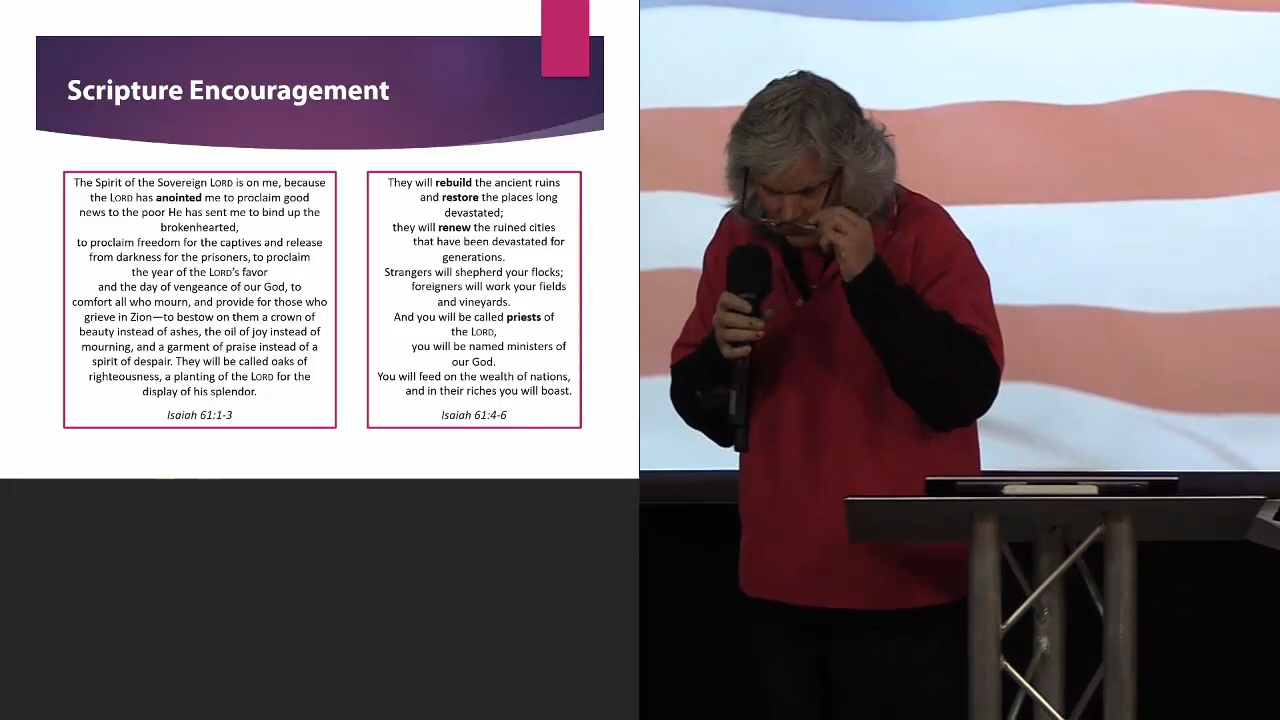 Scripture Encouragement
The Spirit of the Sovereign LORD is on me, because
the LORD has anointed me to proclaim good
news to the poor He has sent me to bind up the
brokenhearted,
to proclaim freedom for the captives and release
from darkness for the prisoners, to proclaim
the year of the LORD's favor
and the day of vengeance of our God, to
comfort all who mourn, and provide for those who
grieve in Zion—to bestow on them a crown of
beauty instead of ashes, the oil of joy instead of
mourning, and a garment of praise instead of a
spirit of despair. They will be called oaks of
righteousness, a planting of the LORD for the
display of his splendor.
Isaiah 61:1-3
They will rebuild the ancient ruins
and restore the places long
devastated;
they will renew the ruined cities
that have been devastated for
generations.
Strangers will shepherd your flocks;
foreigners will work your fields
and vineyards.
And you will be called priests of
the LORD,
you will be named ministers of
our God.
You will feed on the wealth of nations,
and in their riches you will boast.
Isaiah 61:4-6